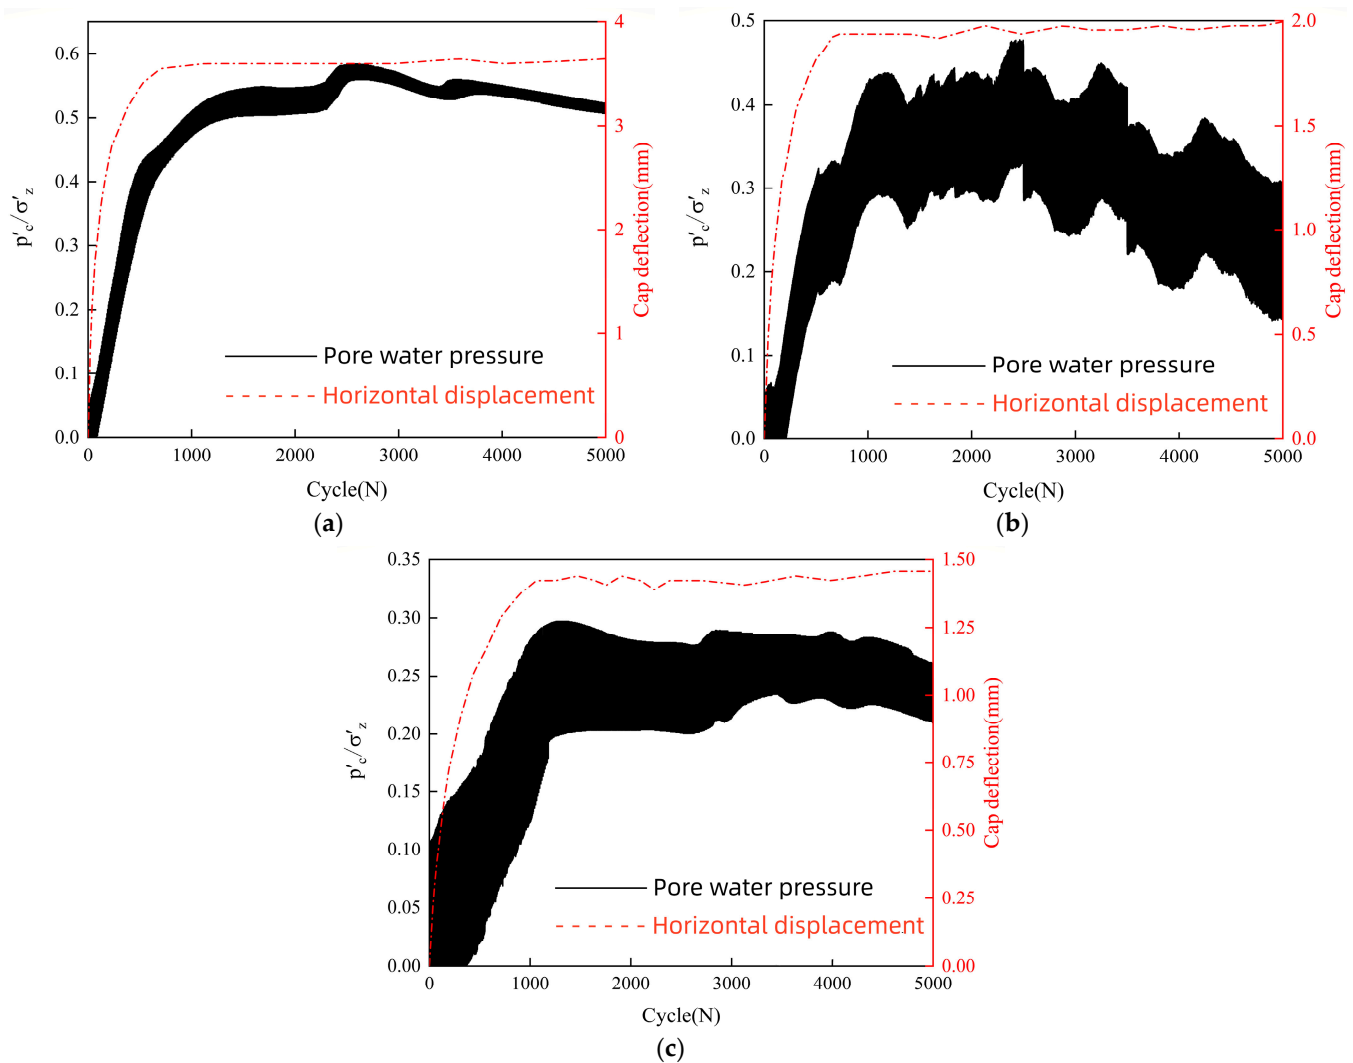 0.6
0.5
0.4
0.3
0.2
0.1
0.0
p'c/σ'z
0 1000 2000 3000 4000 5000
Cycle(N)
4
3
2
1
0
Cap deflection(mm)
Pore water pressure
Horizontal displacement
(a)
0.5
0.4
0.3
0.2
0.1
0.0
p'c/σ'z
0 1000 2000 3000 4000 5000
Cycle(N)
2.0
1.5
1.0
0.5
0.0
Cap deflection(mm)
Pore water pressure
Horizontal displacement
(b)
0.35
0.30
0.25
0.20
0.15
0.10
0.05
0.00
p'c/σ'z
0 1000 2000 3000 4000 5000
Cycle(N)
1.50
1.25
1.00
0.75
0.50
0.25
0.00
Cap deflection(mm)
Pore water pressure
Horizontal displacement
(c)